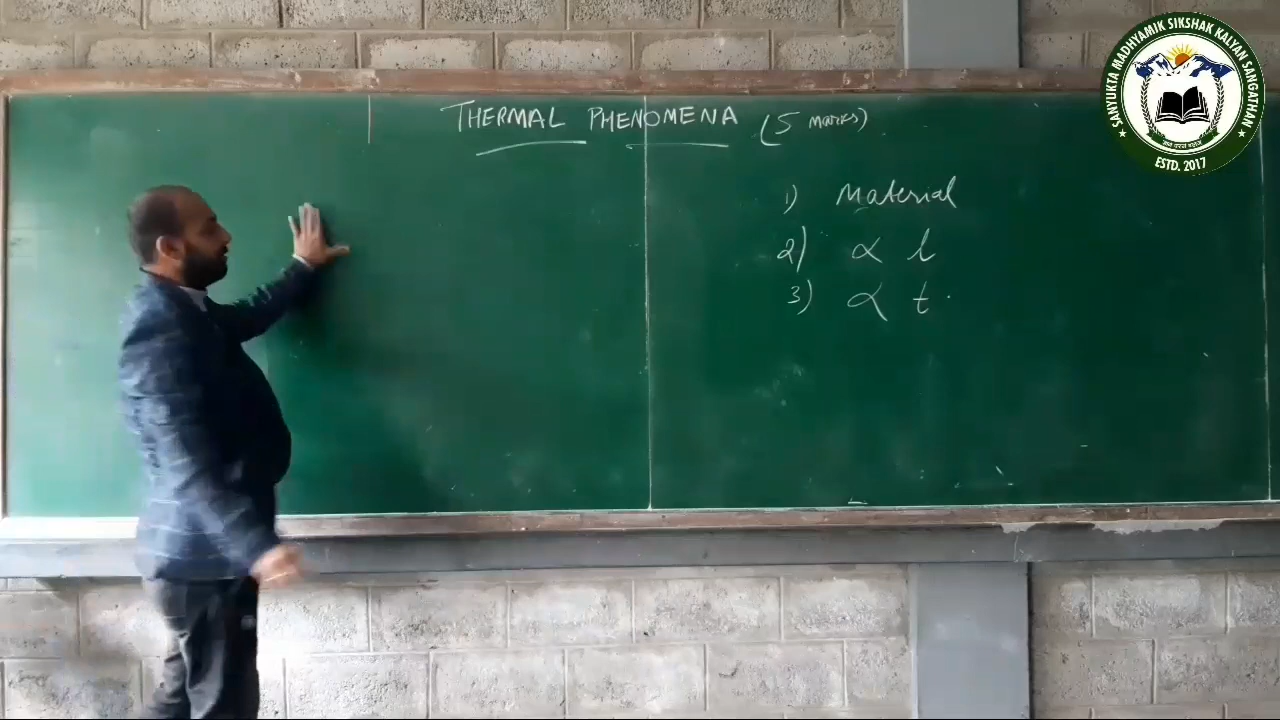 THERMAL PHENOMENA (5 marks)
1) Material
2) ∝ l
3) ∝ t
SANYUKTA MADHYAMIK SIKSHAK KALYAN SANGATHAN
ESTD. 2017